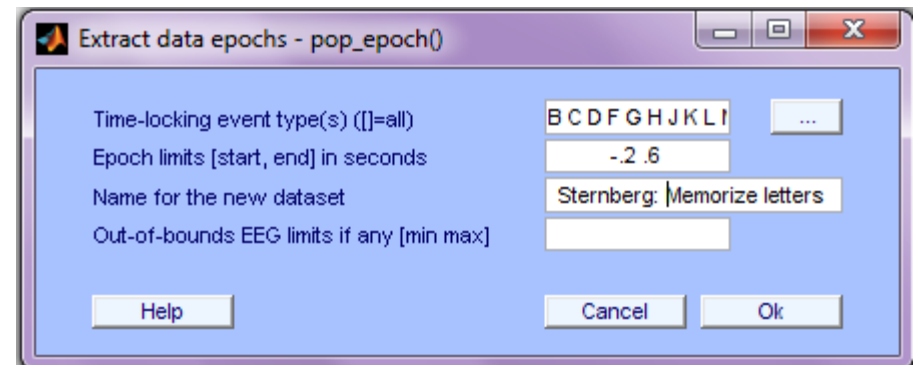 Extract data epochs - pop_epoch()
Time-locking event type(s) ([]=all) B C D F G H J K L ...
Epoch limits [start, end] in seconds -.2 .6
Name for the new dataset Sternberg: Memorize letters
Out-of-bounds EEG limits if any [min max]
Help Cancel Ok